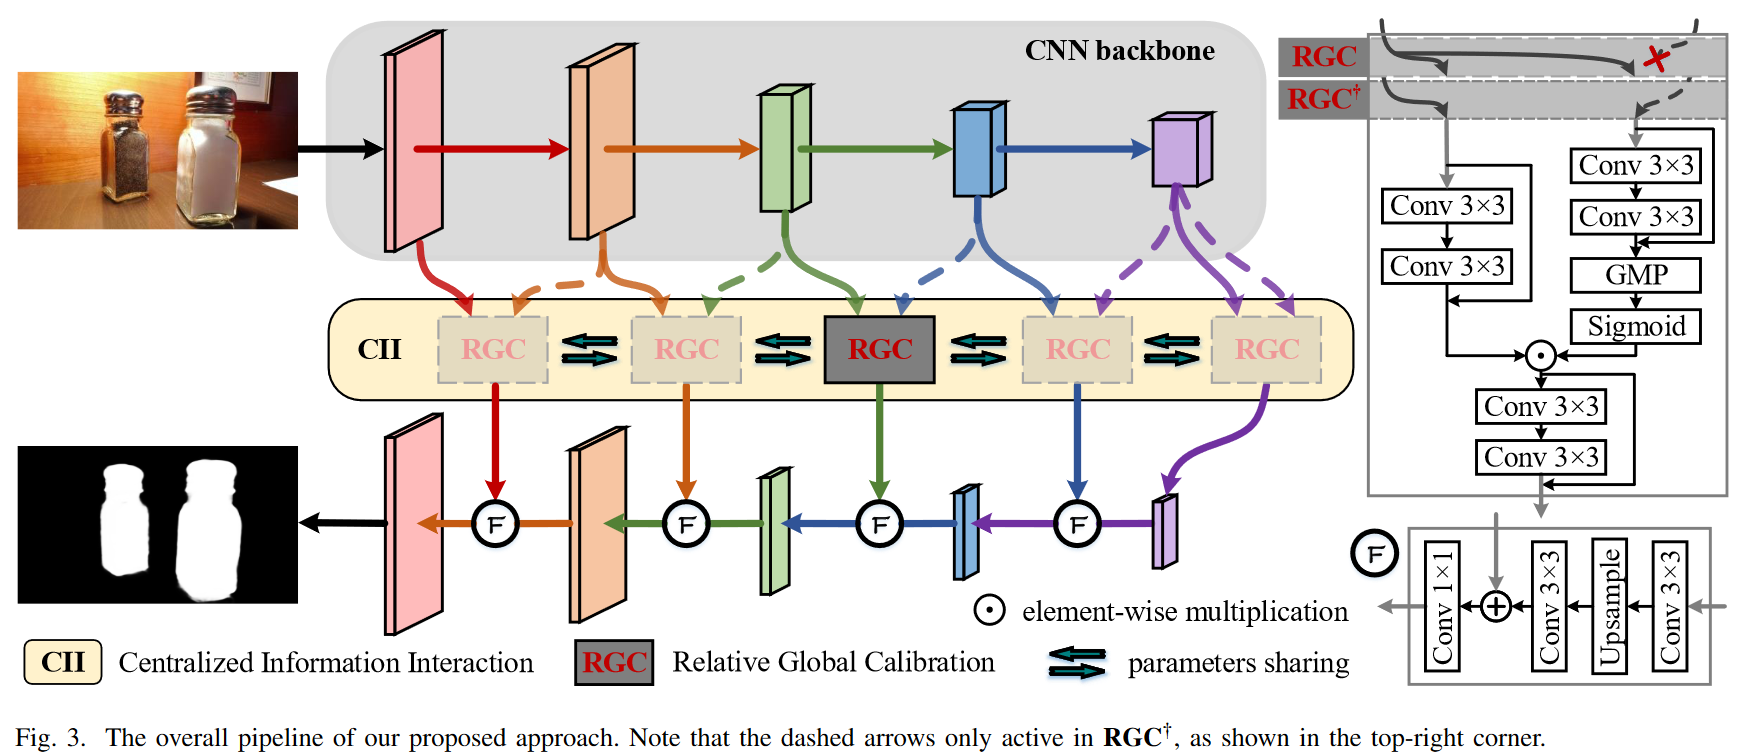 CNN backbone
RGC
RGC†
Conv 3×3
Conv 3×3
Conv 3×3
Conv 3×3
GMP
Sigmoid
Conv 3×3
Conv 3×3
CII
RGC
RGC
RGC
RGC
RGC
F
F
F
F
F
Conv 1×1
Conv 3×3
Upsample
Conv 3×3
element-wise multiplication
CII Centralized Information Interaction
RGC Relative Global Calibration
parameters sharing
Fig. 3. The overall pipeline of our proposed approach. Note that the dashed arrows only active in RGC†, as shown in the top-right corner.